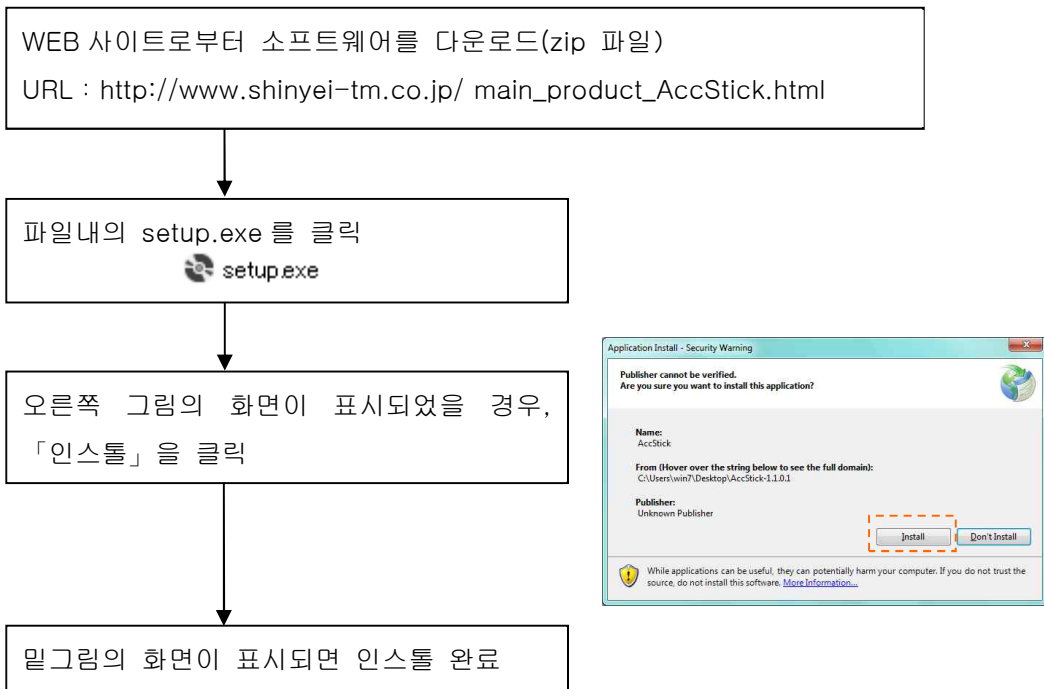 WEB 사이트로부터 소프트웨어를 다운로드(zip 파일)
URL : http://www.shinyei-tm.co.jp/ main_product_AccStick.html
파일내의 setup.exe 를 클릭
setup.exe
오른쪽 그림의 화면이 표시되었을 경우,
「인스톨」을 클릭
Application Install - Security Warning
Publisher cannot be verified.
Are you sure you want to install this application?
Name:
AccStick
From (Hover over the string below to see the full domain):
C:\Users\win7\Desktop\AccStick-1.1.0.1
Publisher:
Unknown Publisher
Install Don't Install
While applications can be useful, they can potentially harm your computer. If you do not trust the
source, do not install this software. More Information...
밑그림의 화면이 표시되면 인스톨 완료